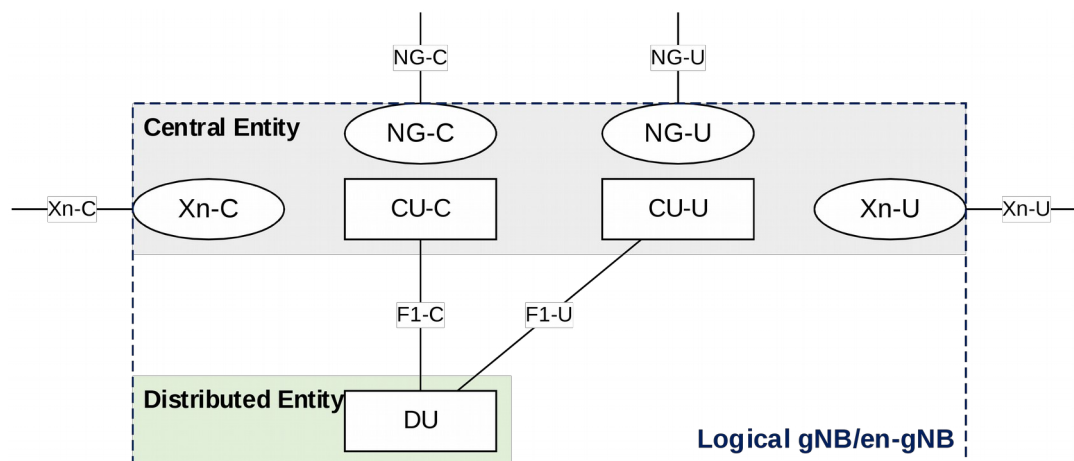 NG-C
NG-U
Central Entity
NG-C
NG-U
Xn-C
Xn-C
CU-C
CU-U
Xn-U
Xn-U
F1-C
F1-U
Distributed Entity
DU
Logical gNB/en-gNB